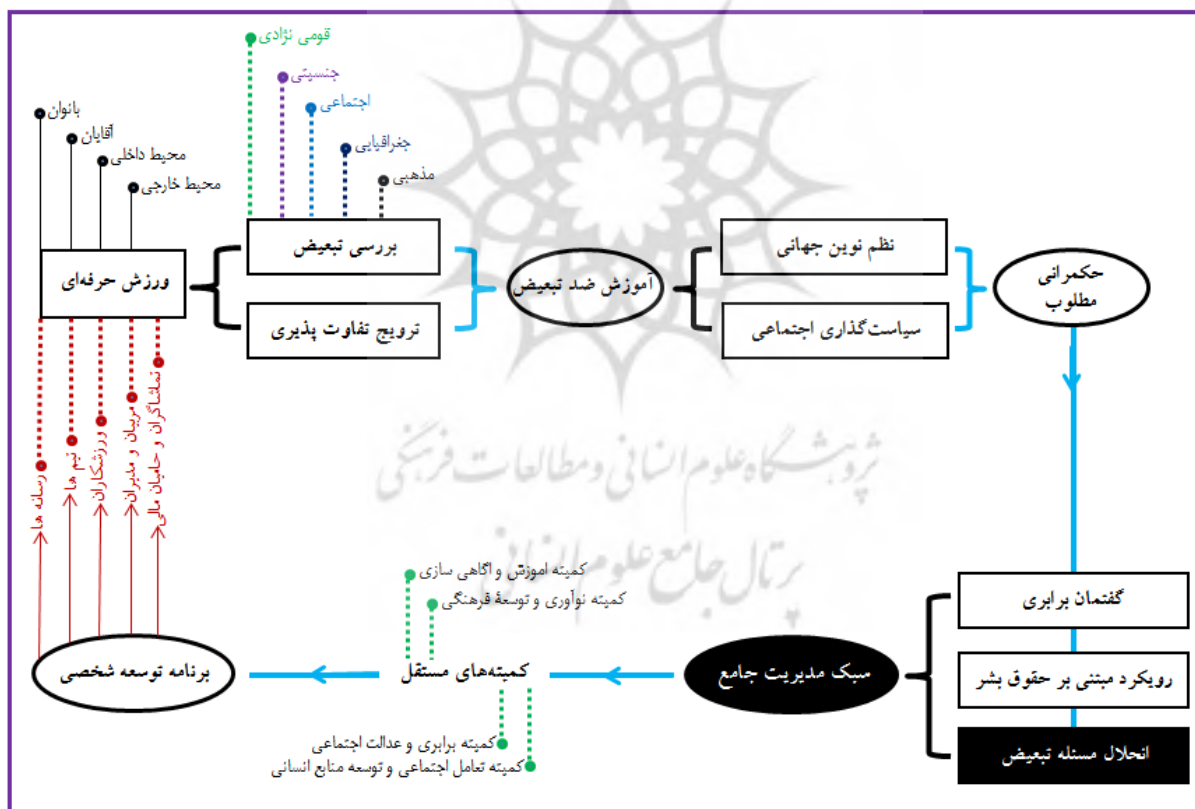 قومی نژادی
جنسیتی
اجتماعی
جغرافیایی
مذهبی
بانوان
آقایان
محیط داخلی
محیط خارجی
حکمرانی
مطلوب
نظم نوین جهانی
سیاست‌گذاری اجتماعی
آموزش ضد تبعیض
بررسی تبعیض
ترویج تفاوت پذیری
ورزش حرفه‌ای
تماشاگران و حامیان مالی
مربیان و مدیران
ورزشکاران
تیم ها
رسانه ها
پژوهشگاه علوم انسانی و مطالعات فرهنگی
پرتال جامع علوم انسانی
گفتمان برابری
رویکرد مبتنی بر حقوق بشر
انحلال مسئله تبعیض
سبک مدیریت جامع
کمیته اموزش و اگاهی سازی
کمیته نوآوری و توسعهٔ فرهنگی
کمیته‌های مستقل
کمیته برابری و عدالت اجتماعی
کمیته تعامل اجتماعی و توسعه منابع انسانی
برنامه توسعه شخصی